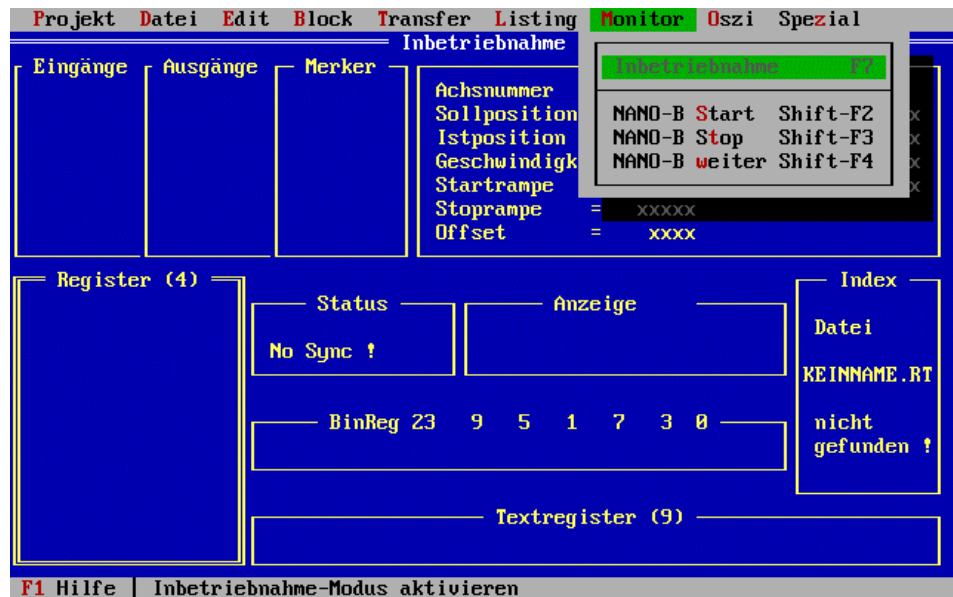 Projekt Datei Edit Block Transfer Listing Monitor Oszi Spezial
Inbetriebnahme
Inbetriebnahme F7
NANO-B Start Shift-F2
NANO-B Stop Shift-F3
NANO-B weiter Shift-F4
Eingänge Ausgänge Merker
Achsnummer
Sollposition x
Istposition x
Geschwindigk x
Startrampe x
Stoprampe = xxxxx
Offset = xxxx
Register (4)
Status
No Sync !
Anzeige
Index
Datei
KEINNAME.RT
nicht
gefunden !
BinReg 23 9 5 1 7 3 0
Textregister (9)
F1 Hilfe | Inbetriebnahme-Modus aktivieren